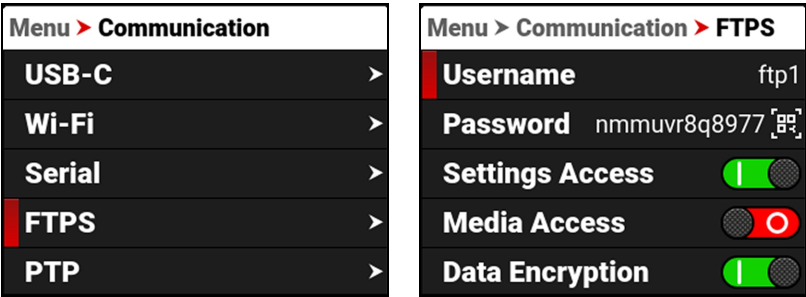 Menu > Communication
USB-C
Wi-Fi
Serial
FTPS
PTP
Menu > Communication > FTPS
Username ftp1
Password nmmuvr8q8977
Settings Access
Media Access
Data Encryption